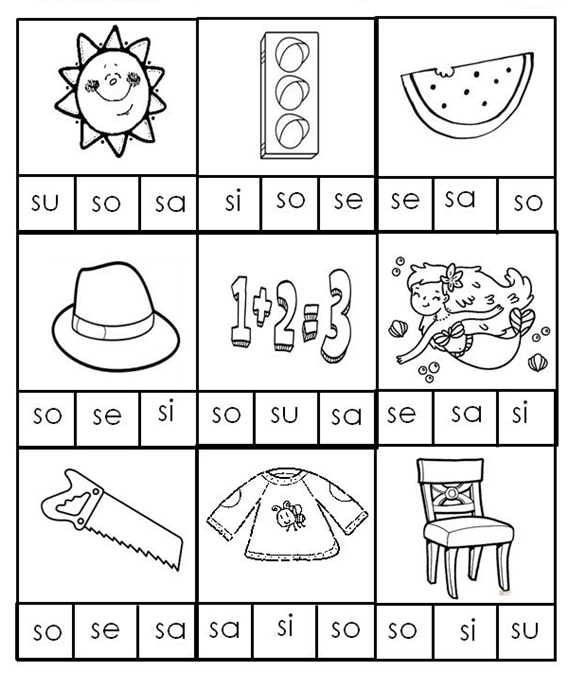 su so sa si so se se sa so
1+2=3
so se si so su sa se sa si
so se sa sa si so so si su